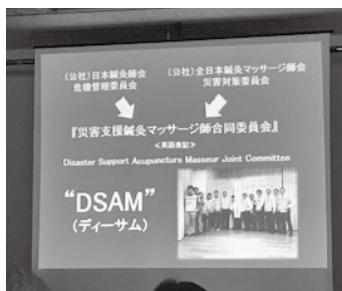 （公社）日本鍼灸師会
危機管理委員会
（公社）全日本鍼灸マッサージ師会
災害対策委員会
『災害支援鍼灸マッサージ師合同委員会』
≪英語表記≫
Disaster Support Acupuncture Masseur Joint Committee
“DSAM”
（ディーサム）